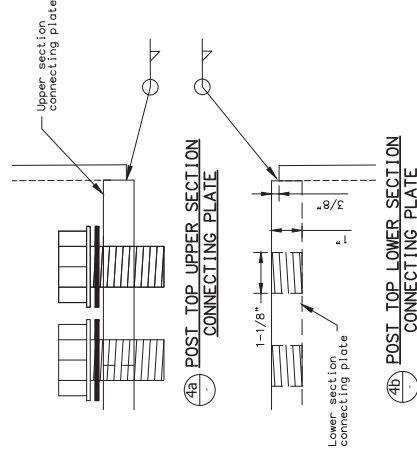 Upper section
connecting plate
4a
POST TOP UPPER SECTION
CONNECTING PLATE
1-1/8"
3/8"
1"
Lower section
connecting plate
4b
POST TOP LOWER SECTION
CONNECTING PLATE